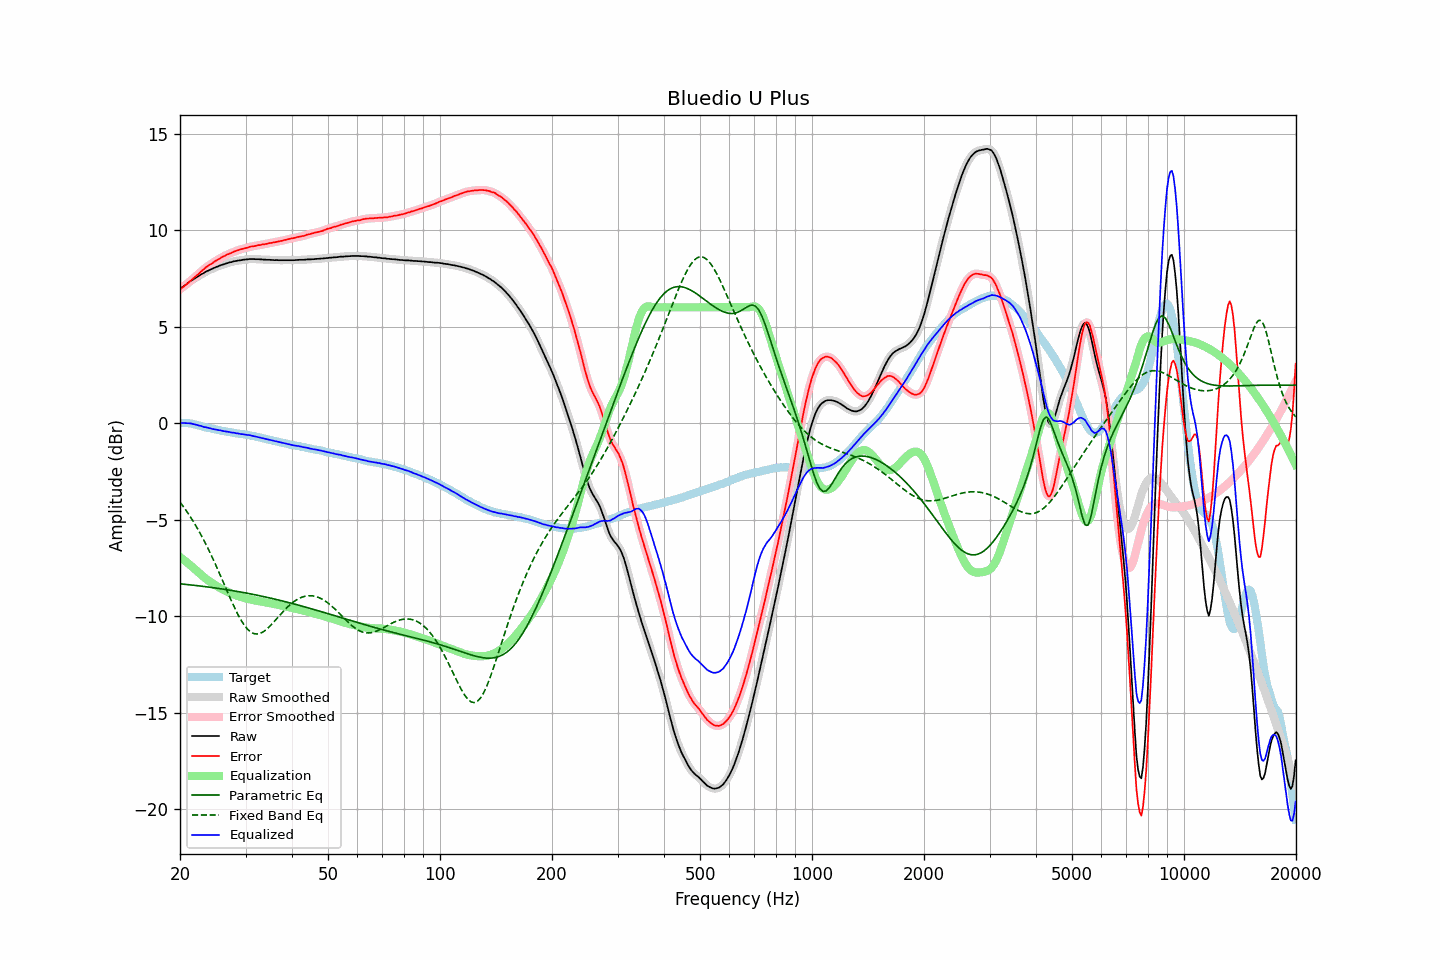 Bluedio U Plus
15
10
5
0
−5
−10
−15
−20
Amplitude (dBr)
Target
Raw Smoothed
Error Smoothed
Raw
Error
Equalization
Parametric Eq
Fixed Band Eq
Equalized
20 50 100 200 500 1000 2000 5000 10000 20000
Frequency (Hz)